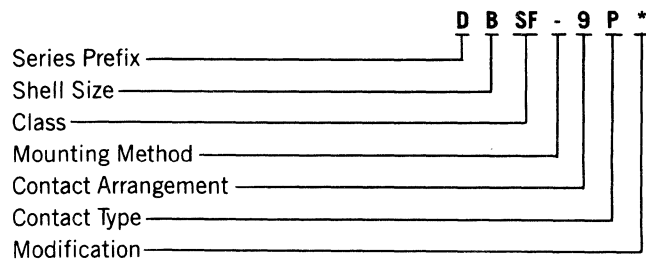 D B SF - 9 P *
Series Prefix
Shell Size
Class
Mounting Method
Contact Arrangement
Contact Type
Modification